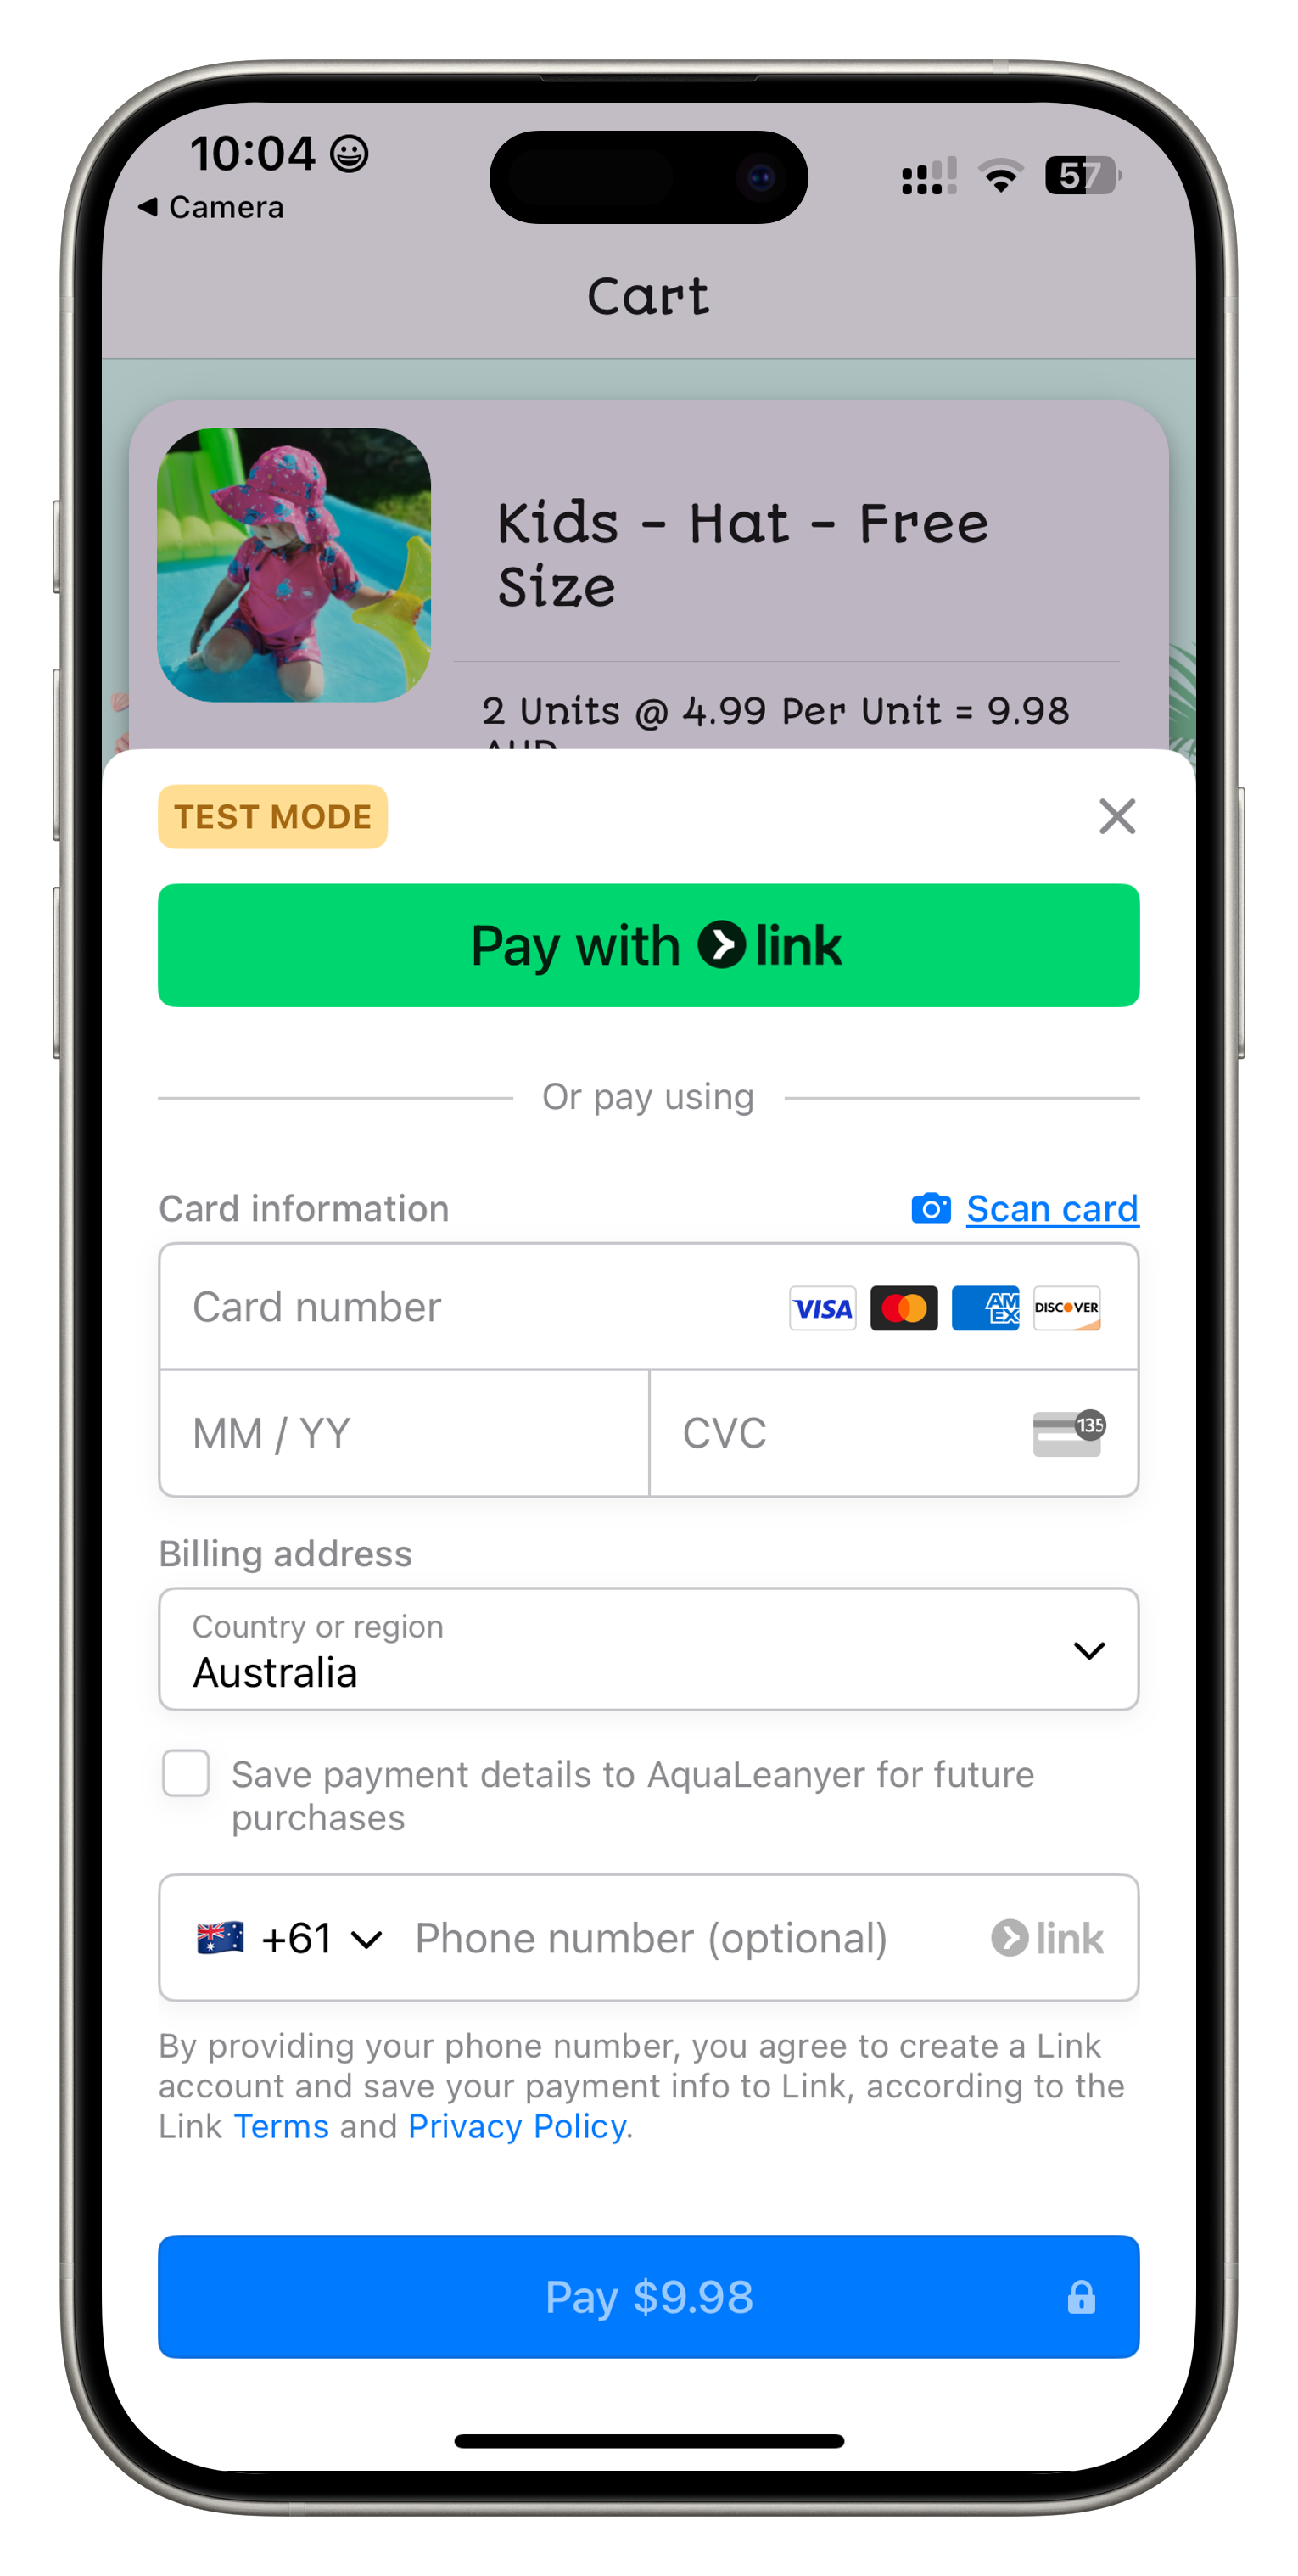 10:04
57
Camera
Cart
Kids - Hat - Free
Size
2 Units @ 4.99 Per Unit = 9.98
AUD
TEST MODE
Pay with link
Or pay using
Card information
Scan card
Card number
VISA
AMEX
DISCOVER
MM / YY
CVC
135
Billing address
Country or region
Australia
Save payment details to AquaLeanyer for future
purchases
+61
Phone number (optional)
link
By providing your phone number, you agree to create a Link
account and save your payment info to Link, according to the
Link Terms and Privacy Policy.
Pay $9.98